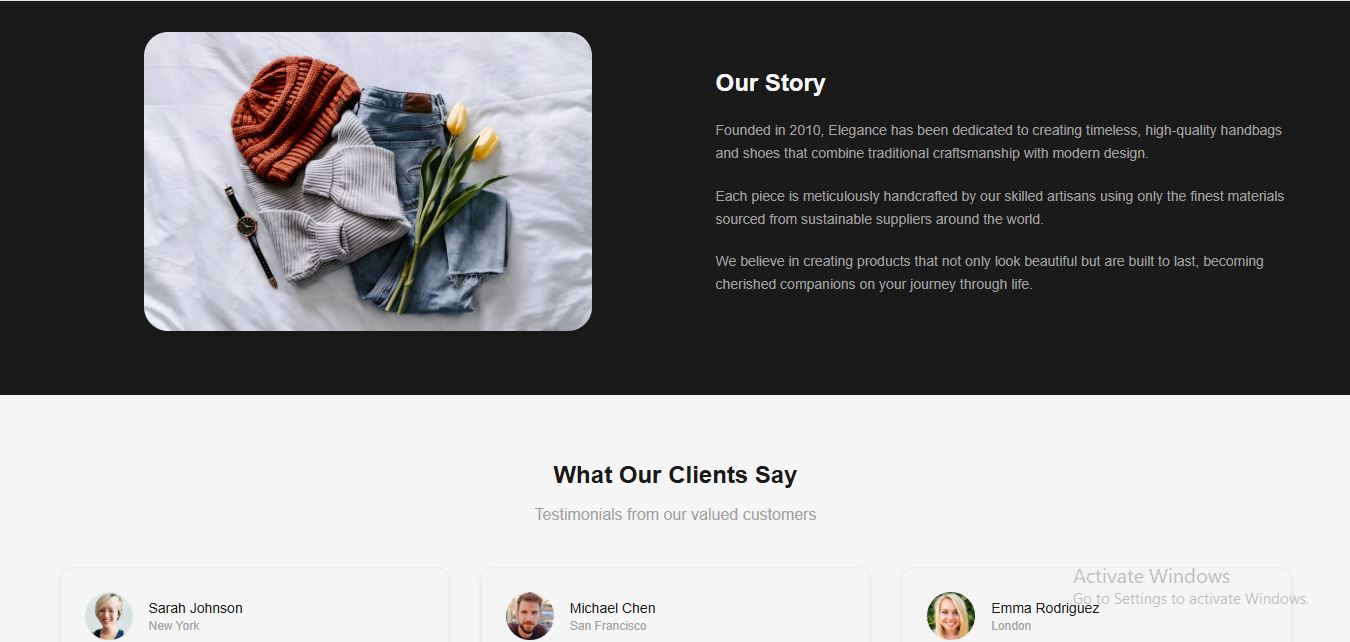 Our Story
Founded in 2010, Elegance has been dedicated to creating timeless, high-quality handbags
and shoes that combine traditional craftsmanship with modern design.
Each piece is meticulously handcrafted by our skilled artisans using only the finest materials
sourced from sustainable suppliers around the world.
We believe in creating products that not only look beautiful but are built to last, becoming
cherished companions on your journey through life.
What Our Clients Say
Testimonials from our valued customers
Sarah Johnson
New York
Michael Chen
San Francisco
Emma Rodriguez
London
Activate Windows
Go to Settings to activate Windows.